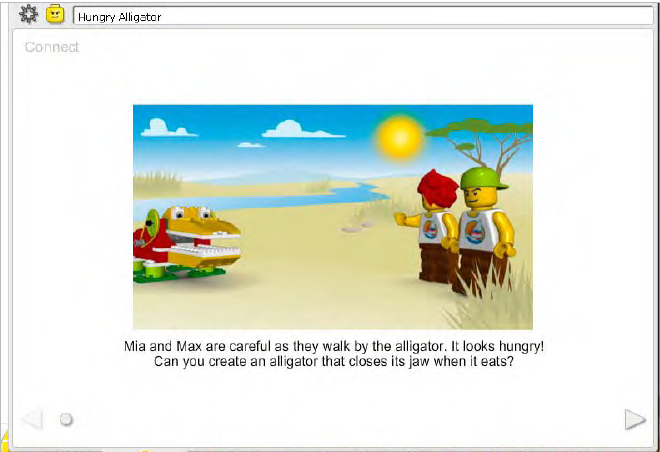 Hungry Alligator
Connect
Mia and Max are careful as they walk by the alligator. It looks hungry!
Can you create an alligator that closes its jaw when it eats?